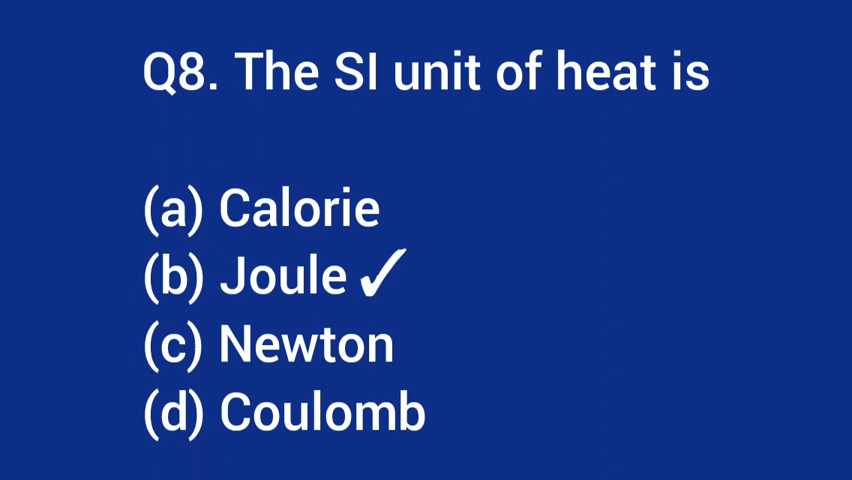 Q8. The SI unit of heat is
(a) Calorie
(b) Joule ✓
(c) Newton
(d) Coulomb